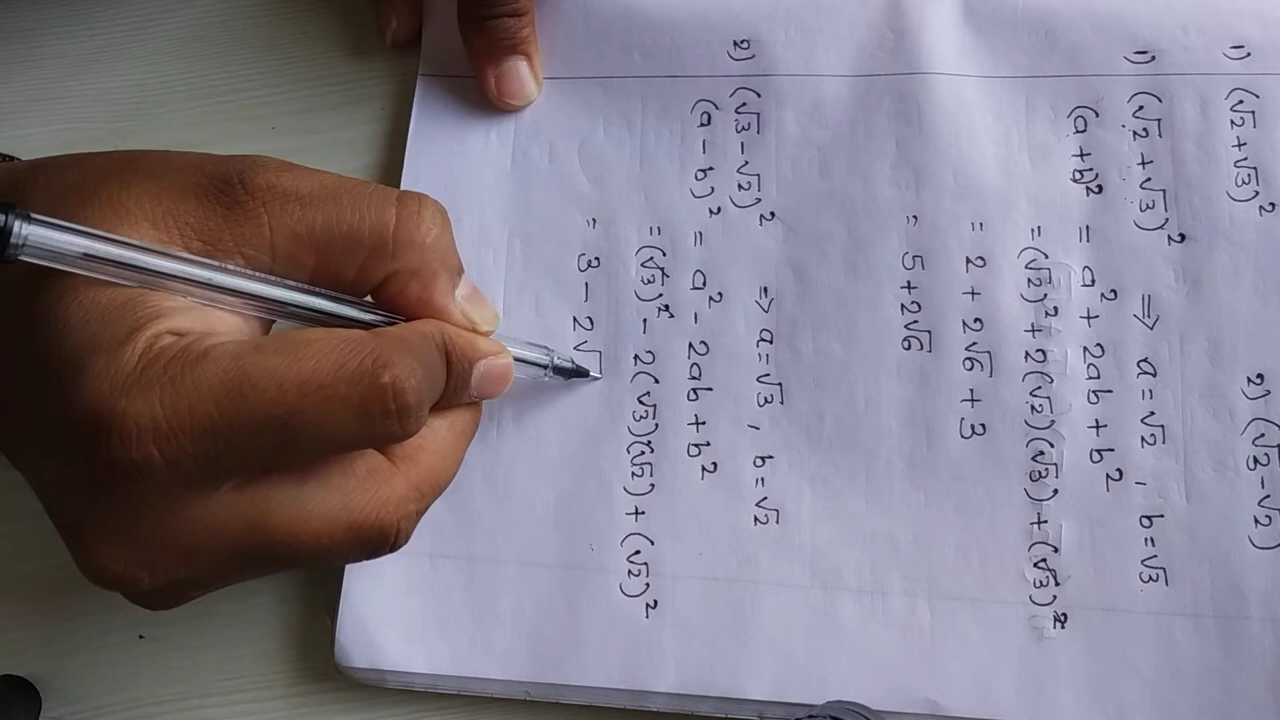 1) (√2+√3)² 2) (√3-√2)
1) (√2+√3)² ⇒ a=√2 , b=√3.
(a+b)² = a²+2ab+b²
=(√2)²+2(√2)(√3)+(√3)²
= 2+2√6+3
= 5+2√6
2) (√3-√2)² ⇒ a=√3 , b=√2
(a-b)² = a²-2ab+b²
=(√3)²-2(√3)(√2)+(√2)²
= 3-2√